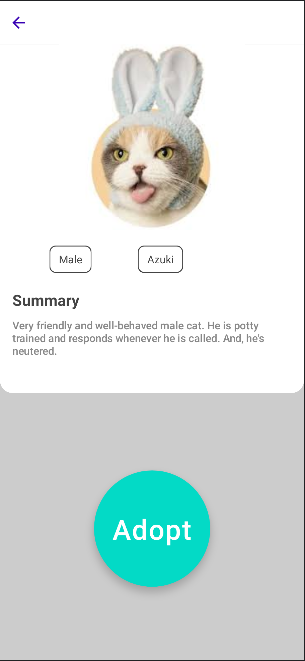 Male
Azuki
Summary
Very friendly and well-behaved male cat. He is potty
trained and responds whenever he is called. And, he's
neutered.
Adopt